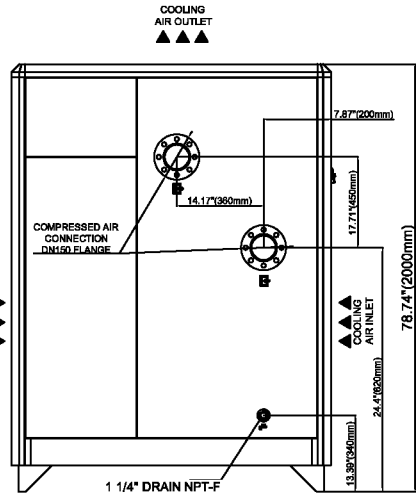 COOLING
AIR OUTLET
7.87"(200mm)
14.17"(360mm)
17.71"(450mm)
COMPRESSED AIR
CONNECTION
DN150 FLANGE
78.74"(2000mm)
COOLING
AIR INLET
24.4"(620mm)
13.39"(340mm)
1 1/4" DRAIN NPT-F